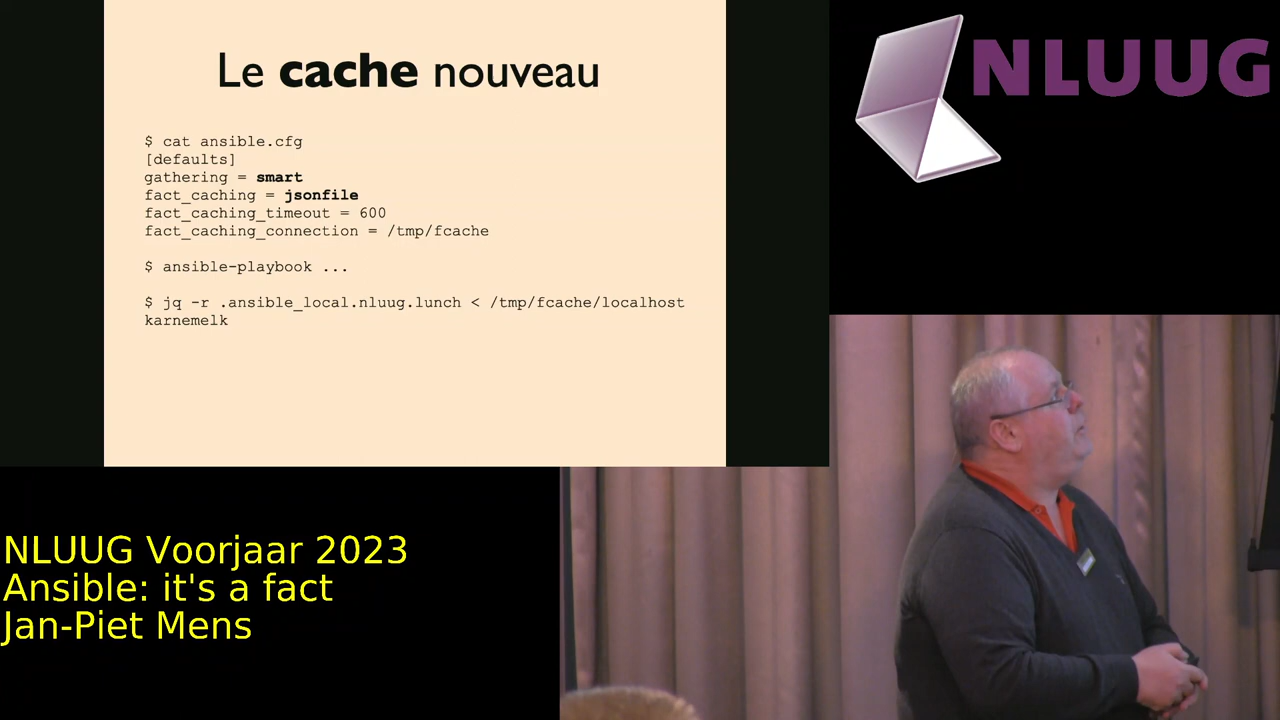 Le cache nouveau
$ cat ansible.cfg
[defaults]
gathering = smart
fact_caching = jsonfile
fact_caching_timeout = 600
fact_caching_connection = /tmp/fcache
$ ansible-playbook ...
$ jq -r .ansible_local.nluug.lunch < /tmp/fcache/localhost
karnemelk
NLUUG
NLUUG Voorjaar 2023
Ansible: it's a fact
Jan-Piet Mens